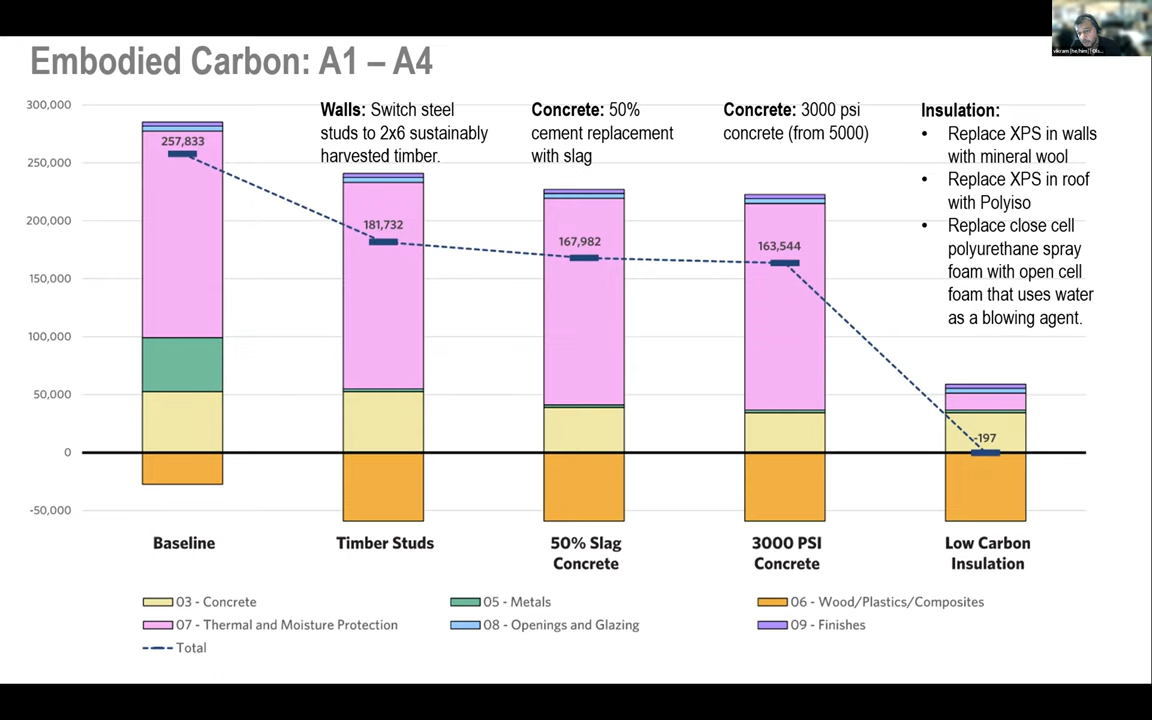 Embodied Carbon: A1 – A4
Walls: Switch steel
studs to 2x6 sustainably
harvested timber.
Concrete: 50%
cement replacement
with slag
Concrete: 3000 psi
concrete (from 5000)
Insulation:
• Replace XPS in walls
with mineral wool
• Replace XPS in roof
with Polyiso
• Replace close cell
polyurethane spray
foam with open cell
foam that uses water
as a blowing agent.
300,000
250,000
200,000
150,000
100,000
50,000
0
-50,000
257,833
181,732
167,982
163,544
-197
Baseline
Timber Studs
50% Slag
Concrete
3000 PSI
Concrete
Low Carbon
Insulation
03 - Concrete
05 - Metals
06 - Wood/Plastics/Composites
07 - Thermal and Moisture Protection
08 - Openings and Glazing
09 - Finishes
Total